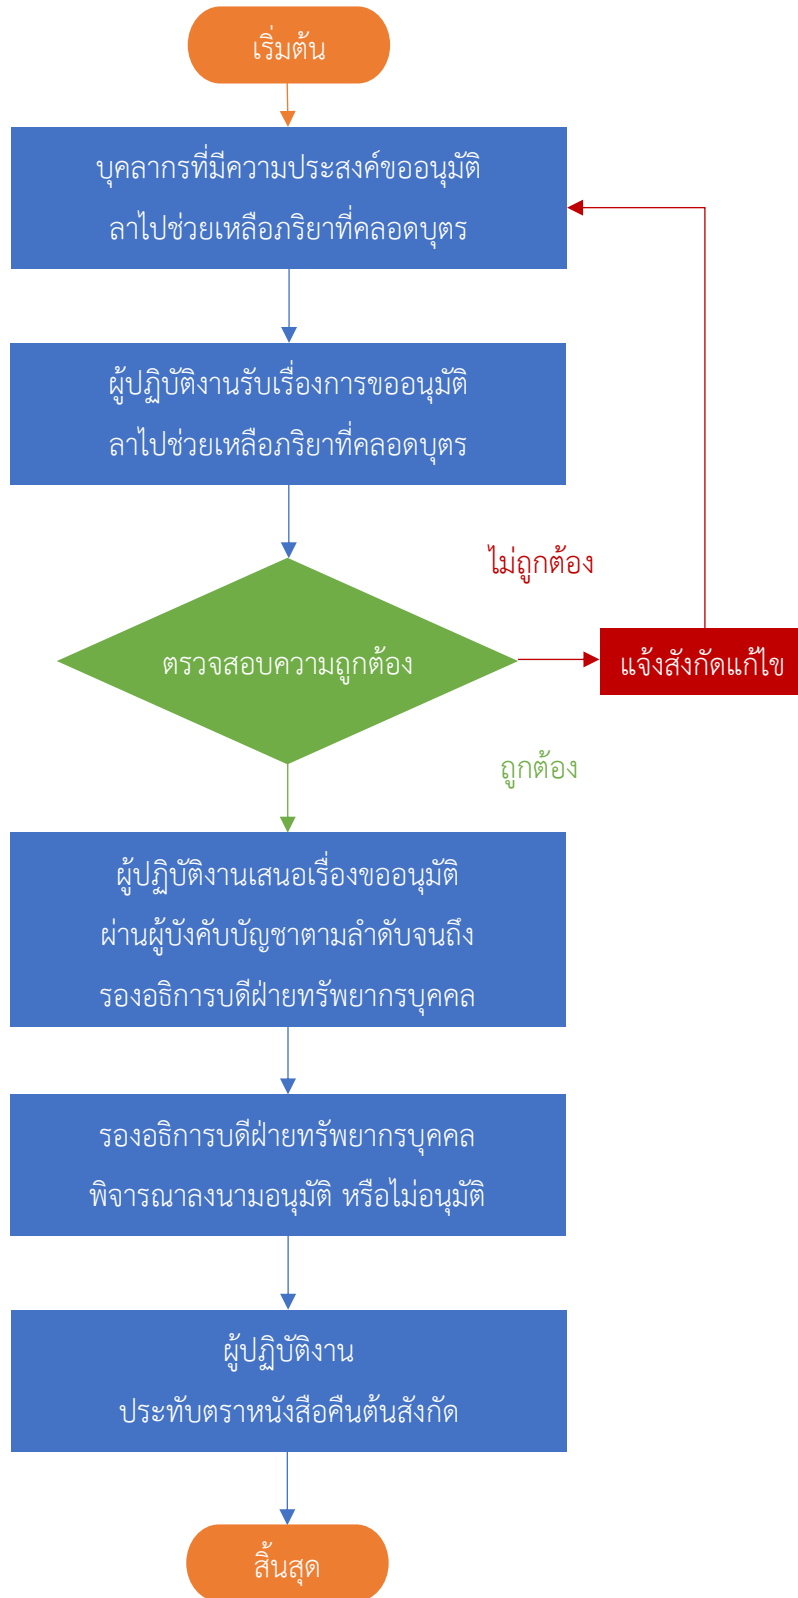 เริ่มต้น
บุคลากรที่มีความประสงค์ขออนุมัติ
ลาไปช่วยเหลือภริยาที่คลอดบุตร
ผู้ปฏิบัติงานรับเรื่องการขออนุมัติ
ลาไปช่วยเหลือภริยาที่คลอดบุตร
ไม่ถูกต้อง
ตรวจสอบความถูกต้อง
แจ้งสังกัดแก้ไข
ถูกต้อง
ผู้ปฏิบัติงานเสนอเรื่องขออนุมัติ
ผ่านผู้บังคับบัญชาตามลำดับจนถึง
รองอธิการบดีฝ่ายทรัพยากรบุคคล
รองอธิการบดีฝ่ายทรัพยากรบุคคล
พิจารณาลงนามอนุมัติ หรือไม่อนุมัติ
ผู้ปฏิบัติงาน
ประทับตราหนังสือคืนต้นสังกัด
สิ้นสุด